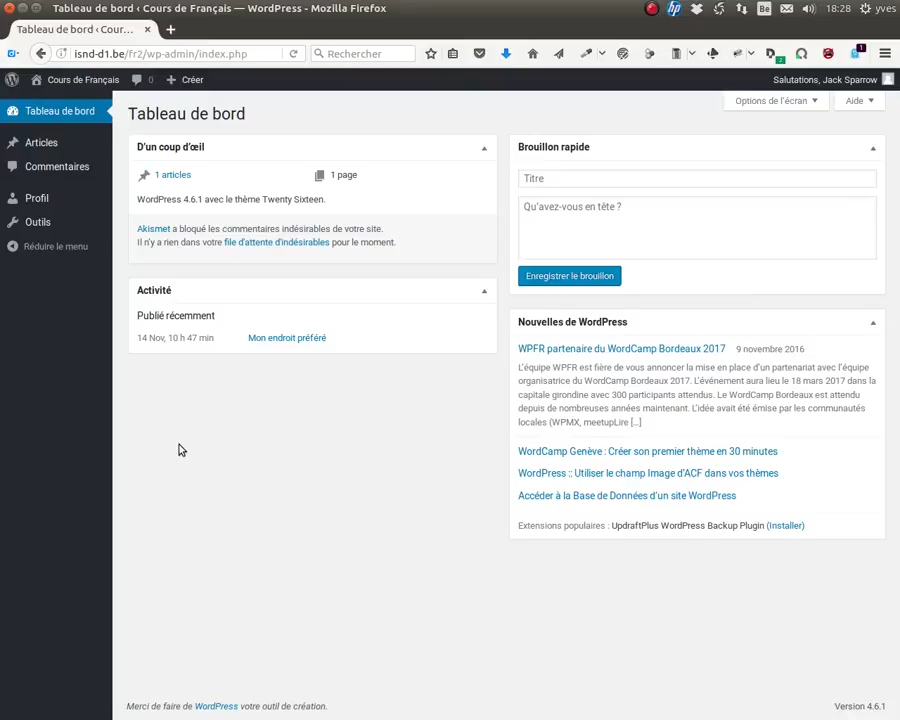 Tableau de bord ‹ Cours de Français — WordPress - Mozilla Firefox
Be
18:28
yves
Tableau de bord ‹ Cour...
isnd-d1.be/fr2/wp-admin/index.php
Rechercher
2
1
Cours de Français
0
Créer
Salutations, Jack Sparrow
Tableau de bord
Articles
Commentaires
Profil
Outils
Réduire le menu
Options de l'écran
Aide
Tableau de bord
D'un coup d'œil
1 articles
1 page
WordPress 4.6.1 avec le thème Twenty Sixteen.
Akismet a bloqué les commentaires indésirables de votre site.
Il n'y a rien dans votre file d'attente d'indésirables pour le moment.
Activité
Publié récemment
14 Nov, 10 h 47 min
Mon endroit préféré
Brouillon rapide
Titre
Qu'avez-vous en tête ?
Enregistrer le brouillon
Nouvelles de WordPress
WPFR partenaire du WordCamp Bordeaux 2017 9 novembre 2016
L'équipe WPFR est fière de vous annoncer la mise en place d'un partenariat avec l'équipe
organisatrice du WordCamp Bordeaux 2017. L'événement aura lieu le 18 mars 2017 dans la
capitale girondine avec 300 participants attendus. Le WordCamp Bordeaux est attendu
depuis de nombreuses années maintenant. L'idée avait été émise par les communautés
locales (WPMX, meetupLire [...]
WordCamp Genève : Créer son premier thème en 30 minutes
WordPress :: Utiliser le champ Image d'ACF dans vos thèmes
Accéder à la Base de Données d'un site WordPress
Extensions populaires : UpdraftPlus WordPress Backup Plugin (Installer)
Merci de faire de WordPress votre outil de création.
Version 4.6.1